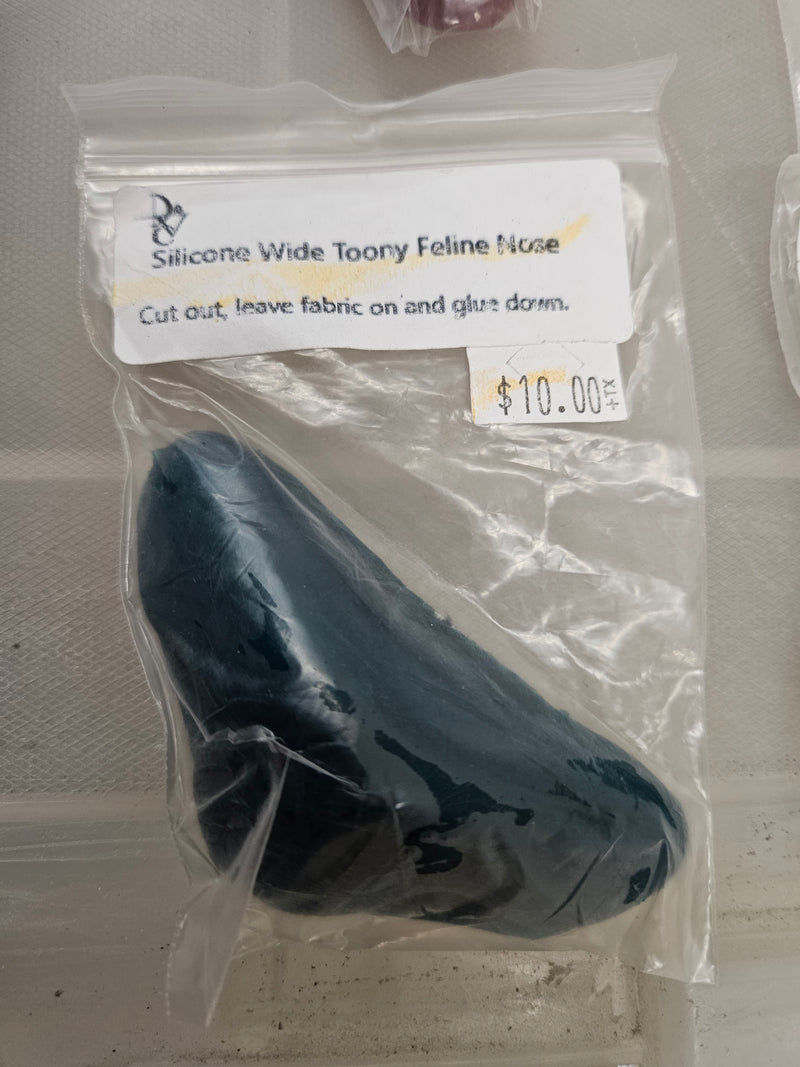 Silicone Wide Toony Feline Nose
Cut out, leave fabric on and glue down.
$10.00
+TX